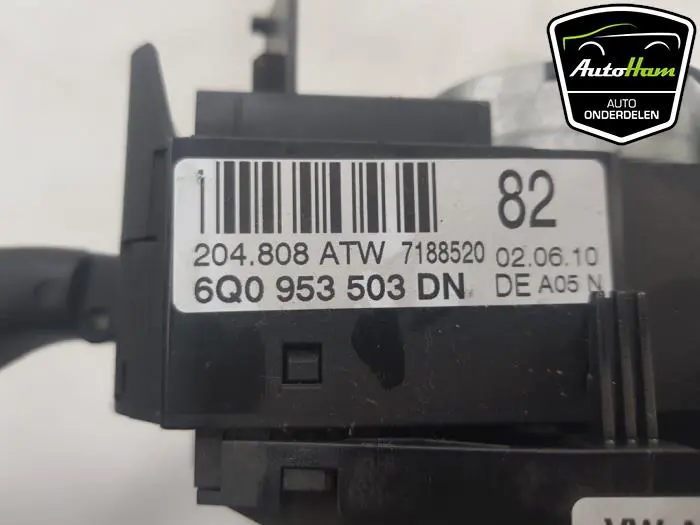 AutoHam
AUTO
ONDERDELEN
82
204.808 ATW 7188520 02.06.10
6Q0 953 503 DN DE A05 N